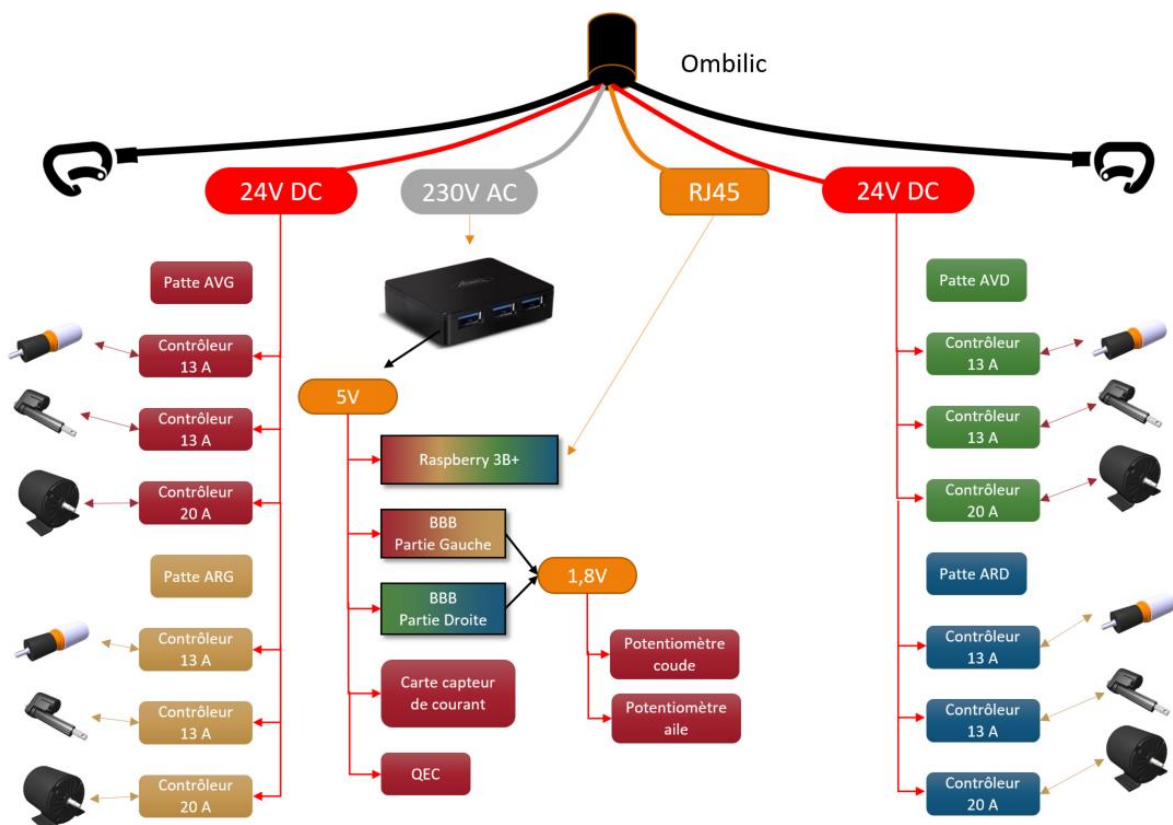 Ombilic
24V DC
230V AC
RJ45
24V DC
Patte AVG
Contrôleur
13 A
Contrôleur
13 A
Contrôleur
20 A
Patte ARG
Contrôleur
13 A
Contrôleur
13 A
Contrôleur
20 A
5V
Raspberry 3B+
BBB
Partie Gauche
BBB
Partie Droite
Carte capteur
de courant
QEC
1,8V
Potentiomètre
coude
Potentiomètre
aile
Patte AVD
Contrôleur
13 A
Contrôleur
13 A
Contrôleur
20 A
Patte ARD
Contrôleur
13 A
Contrôleur
13 A
Contrôleur
20 A